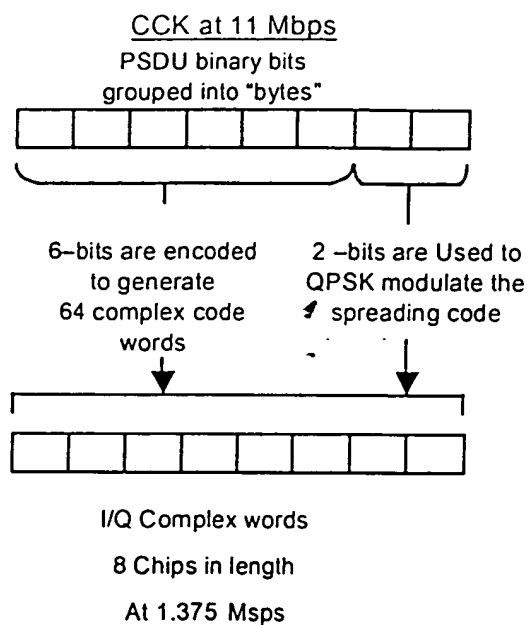 CCK at 11 Mbps
PSDU binary bits
grouped into "bytes"
6-bits are encoded
to generate
64 complex code
words
2 -bits are Used to
QPSK modulate the
spreading code
I/Q Complex words
8 Chips in length
At 1.375 Msps